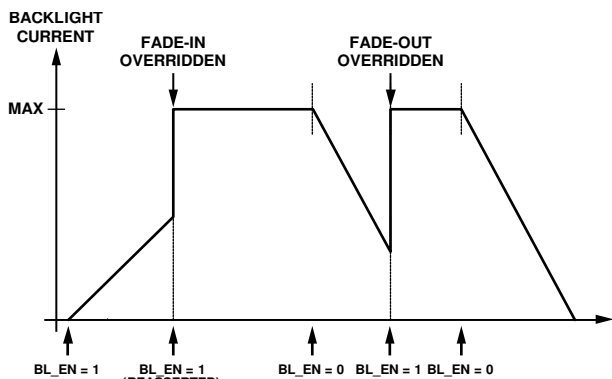 BACKLIGHT
CURRENT
FADE-IN
OVERRIDDEN
FADE-OUT
OVERRIDDEN
MAX
BL_EN = 1
BL_EN = 1
(REASSERTED)
BL_EN = 0
BL_EN = 1
BL_EN = 0